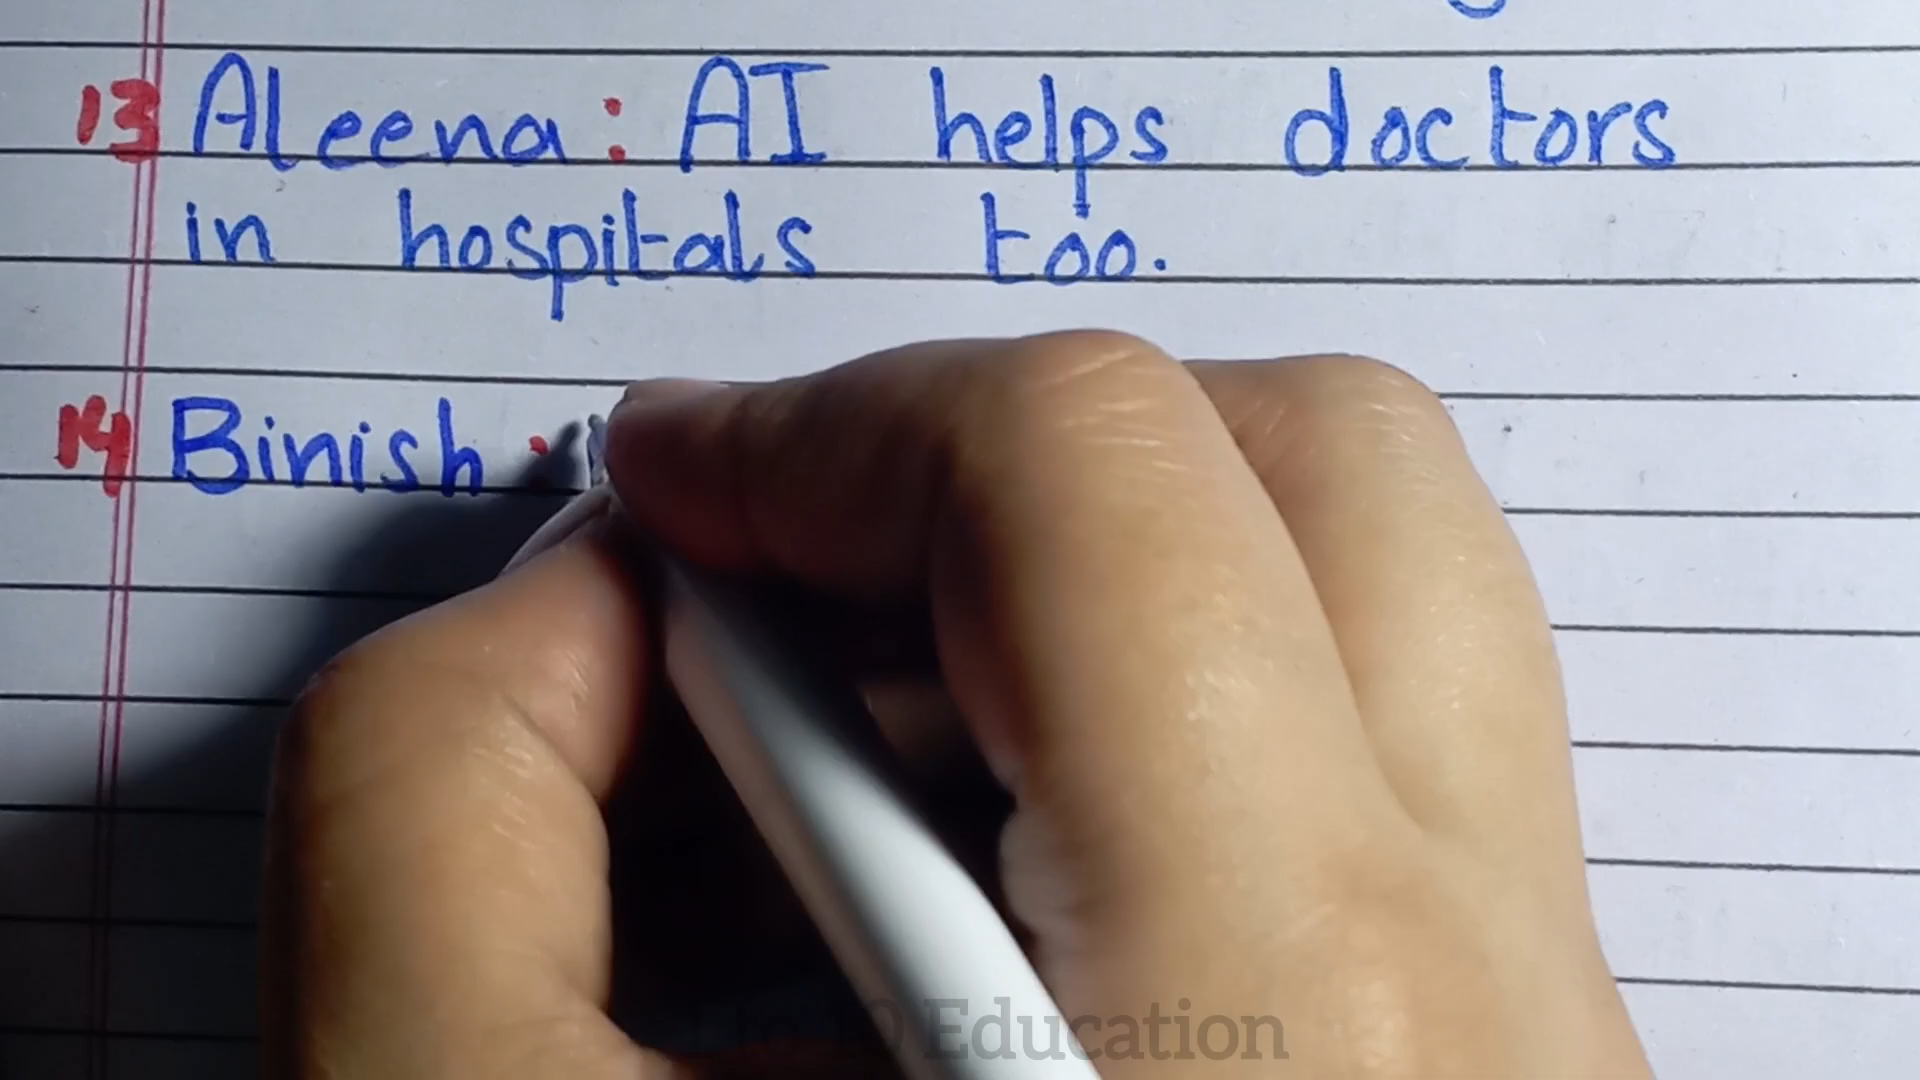 13 Aleena: AI helps doctors
in hospitals too.
14 Binish :
Education